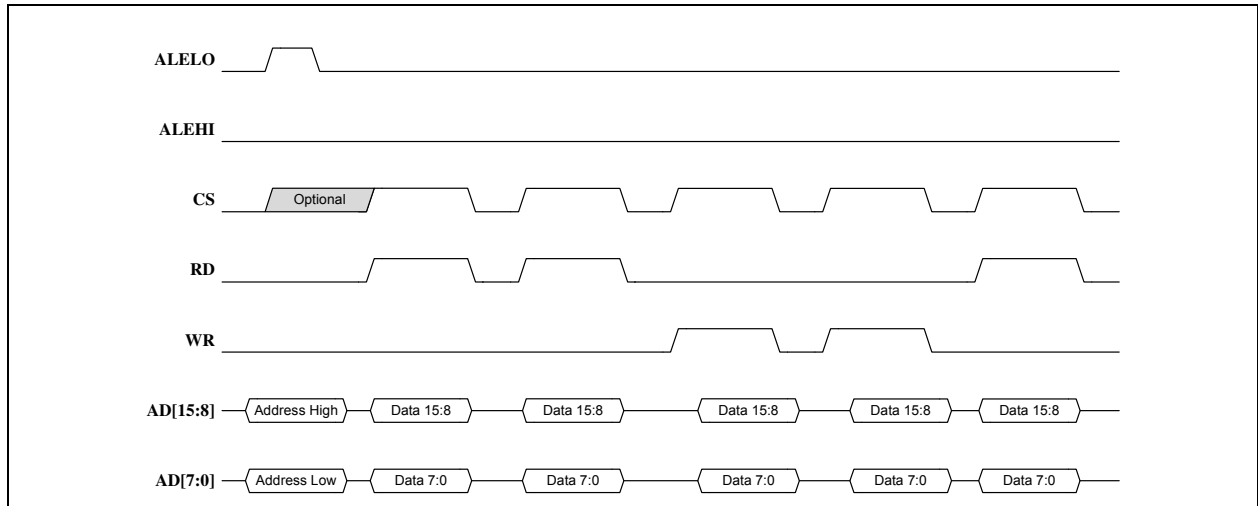 ALELO
ALEHI
CS Optional
RD
WR
AD[15:8] Address High Data 15:8 Data 15:8 Data 15:8 Data 15:8 Data 15:8
AD[7:0] Address Low Data 7:0 Data 7:0 Data 7:0 Data 7:0 Data 7:0